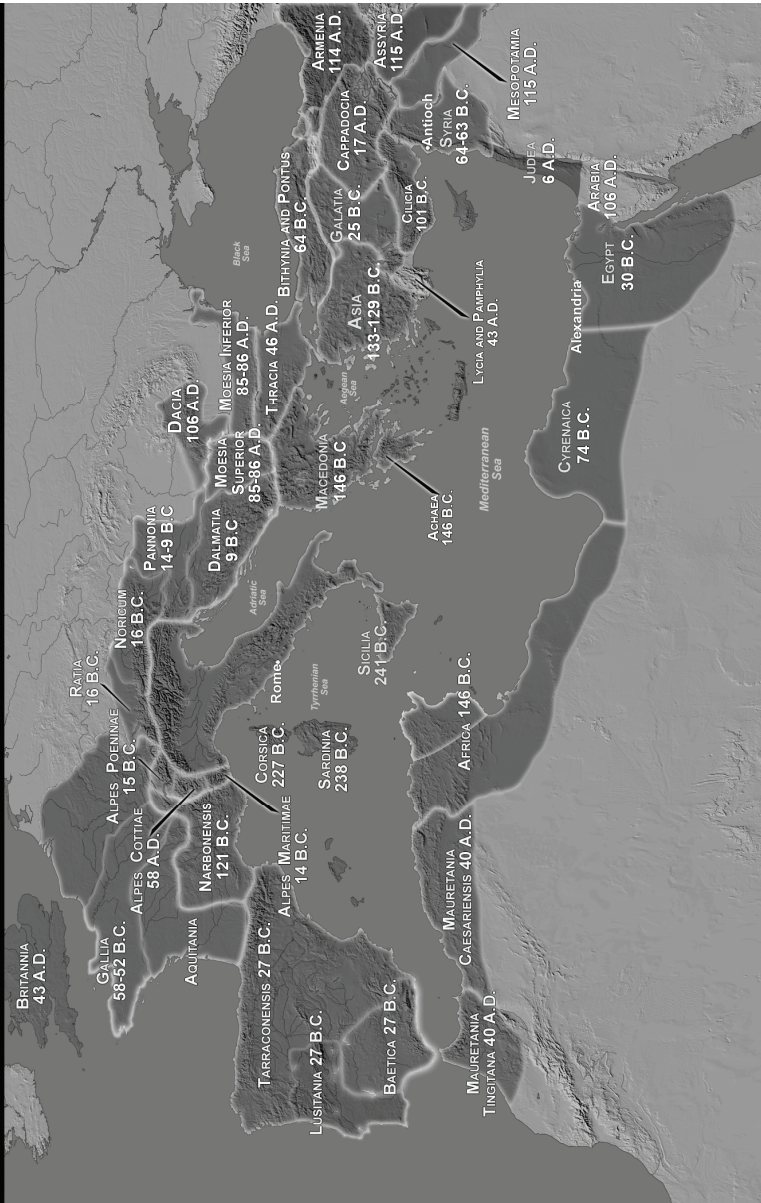 BRITANNIA
43 A.D.
GALLIA
58-52 B.C.
AQUITANIA
ALPES POENINAE
15 B.C.
ALPES COTTIAE
58 A.D.
NARBONENSIS
121 B.C.
ALPES MARITIMAE
14 B.C.
TARRACONENSIS 27 B.C.
LUSITANIA 27 B.C.
BAETICA 27 B.C.
MAURETANIA
TINGITANA 40 A.D.
MAURETANIA
CAESARIENSIS 40 A.D.
AFRICA 146 B.C.
RATIA
16 B.C.
NORICUM
16 B.C.
PANNONIA
14-9 B.C
DALMATIA
9 B.C
Adriatic
Sea
Rome
Tyrrhenian
Sea
CORSICA
227 B.C.
SARDINIA
238 B.C.
SICILIA
241 B.C.
DACIA
106 A.D.
MOESIA
SUPERIOR
85-86 A.D.
MOESIA INFERIOR
85-86 A.D.
THRACIA 46 A.D.
MACEDONIA
146 B.C
ACHAEA
146 B.C.
Aegean
Sea
Mediterranean
Sea
Black
Sea
BITHYNIA AND PONTUS
64 B.C.
ASIA
133-129 B.C.
GALATIA
25 B.C.
CAPPADOCIA
17 A.D.
CILICIA
101 B.C.
LYCIA AND PAMPHYLIA
43 A.D.
ARMENIA
114 A.D.
ASSYRIA
115 A.D.
MESOPOTAMIA
115 A.D.
Antioch
SYRIA
64-63 B.C.
JUDEA
6 A.D.
ARABIA
106 A.D.
EGYPT
30 B.C.
Alexandria
CYRENAICA
74 B.C.